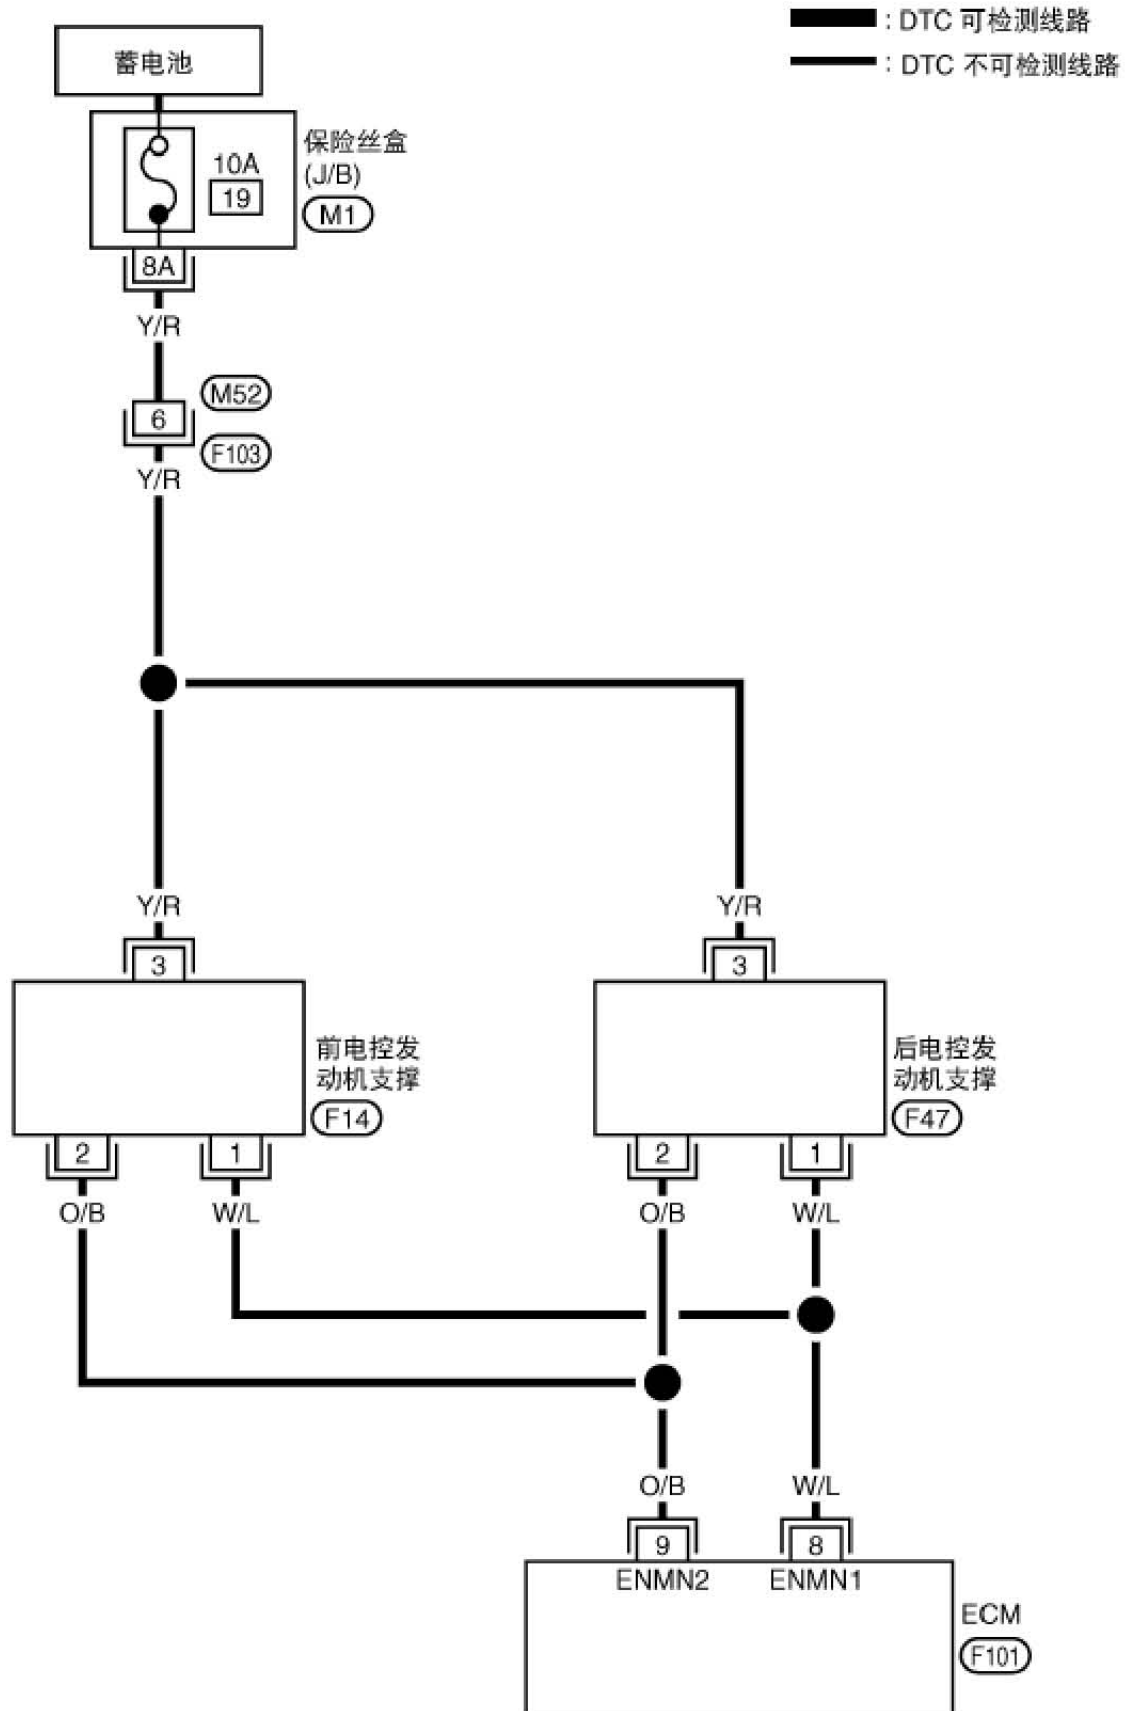 : DTC 可检测线路
: DTC 不可检测线路
蓄电池
10A
19
保险丝盒
(J/B)
M1
8A
Y/R
M52
6
F103
Y/R
Y/R
Y/R
3
3
前电控发
动机支撑
F14
后电控发
动机支撑
F47
2
1
2
1
O/B
W/L
O/B
W/L
O/B
W/L
9
8
ENMN2
ENMN1
ECM
F101